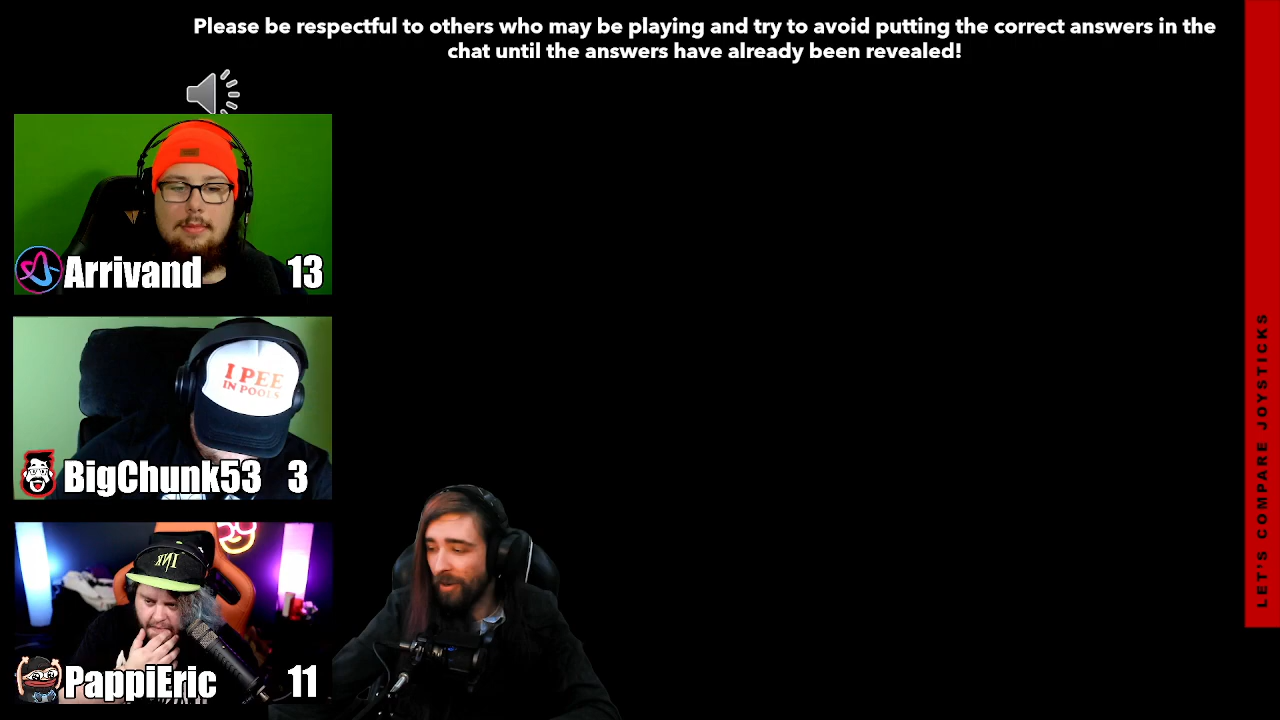 Please be respectful to others who may be playing and try to avoid putting the correct answers in the
chat until the answers have already been revealed!
Arrivand 13
I PEE
IN POOLS
BigChunk53 3
INK
PappiEric 11
LET'S COMPARE JOYSTICKS